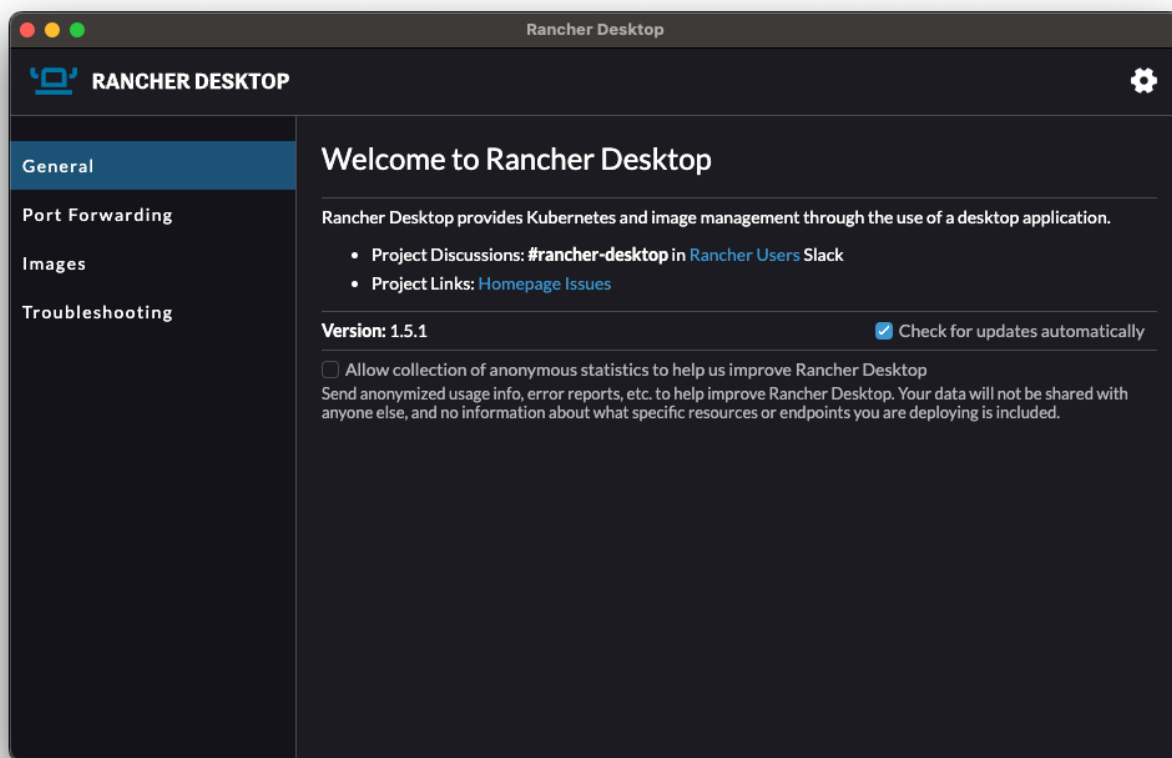 Rancher Desktop
RANCHER DESKTOP
General
Port Forwarding
Images
Troubleshooting
Welcome to Rancher Desktop
Rancher Desktop provides Kubernetes and image management through the use of a desktop application.
• Project Discussions: #rancher-desktop in Rancher Users Slack
• Project Links: Homepage Issues
Version: 1.5.1
Check for updates automatically
Allow collection of anonymous statistics to help us improve Rancher Desktop
Send anonymized usage info, error reports, etc. to help improve Rancher Desktop. Your data will not be shared with
anyone else, and no information about what specific resources or endpoints you are deploying is included.